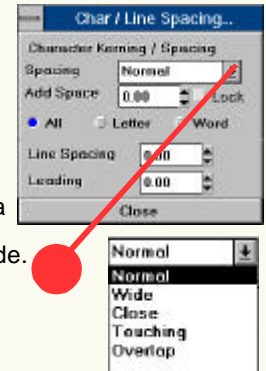 Char / Line Spacing...
Character Kerning / Spacing
Spacing Normal
Add Space 0.00 Lock
All Letter Word
Line Spacing 0.00
Leading 0.00
a
Close
de.
Normal
Normal
Wide
Close
Touching
Overlap